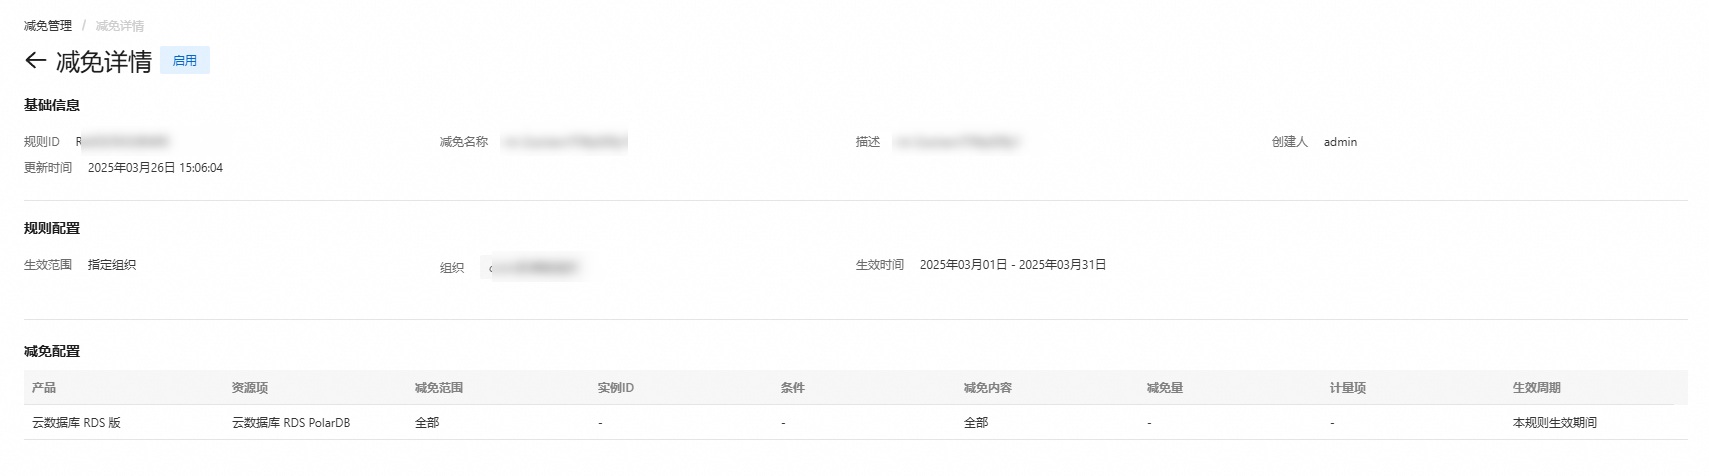 减免管理 / 减免详情
← 减免详情 启用
基础信息
规则ID 减免名称 描述 创建人 admin
更新时间 2025年03月26日 15:06:04
规则配置
生效范围 指定组织 组织 生效时间 2025年03月01日 - 2025年03月31日
减免配置
产品 资源项 减免范围 实例ID 条件 减免内容 减免量 计量项 生效周期
云数据库 RDS 版 云数据库 RDS PolarDB 全部 - - 全部 - - 本规则生效期间